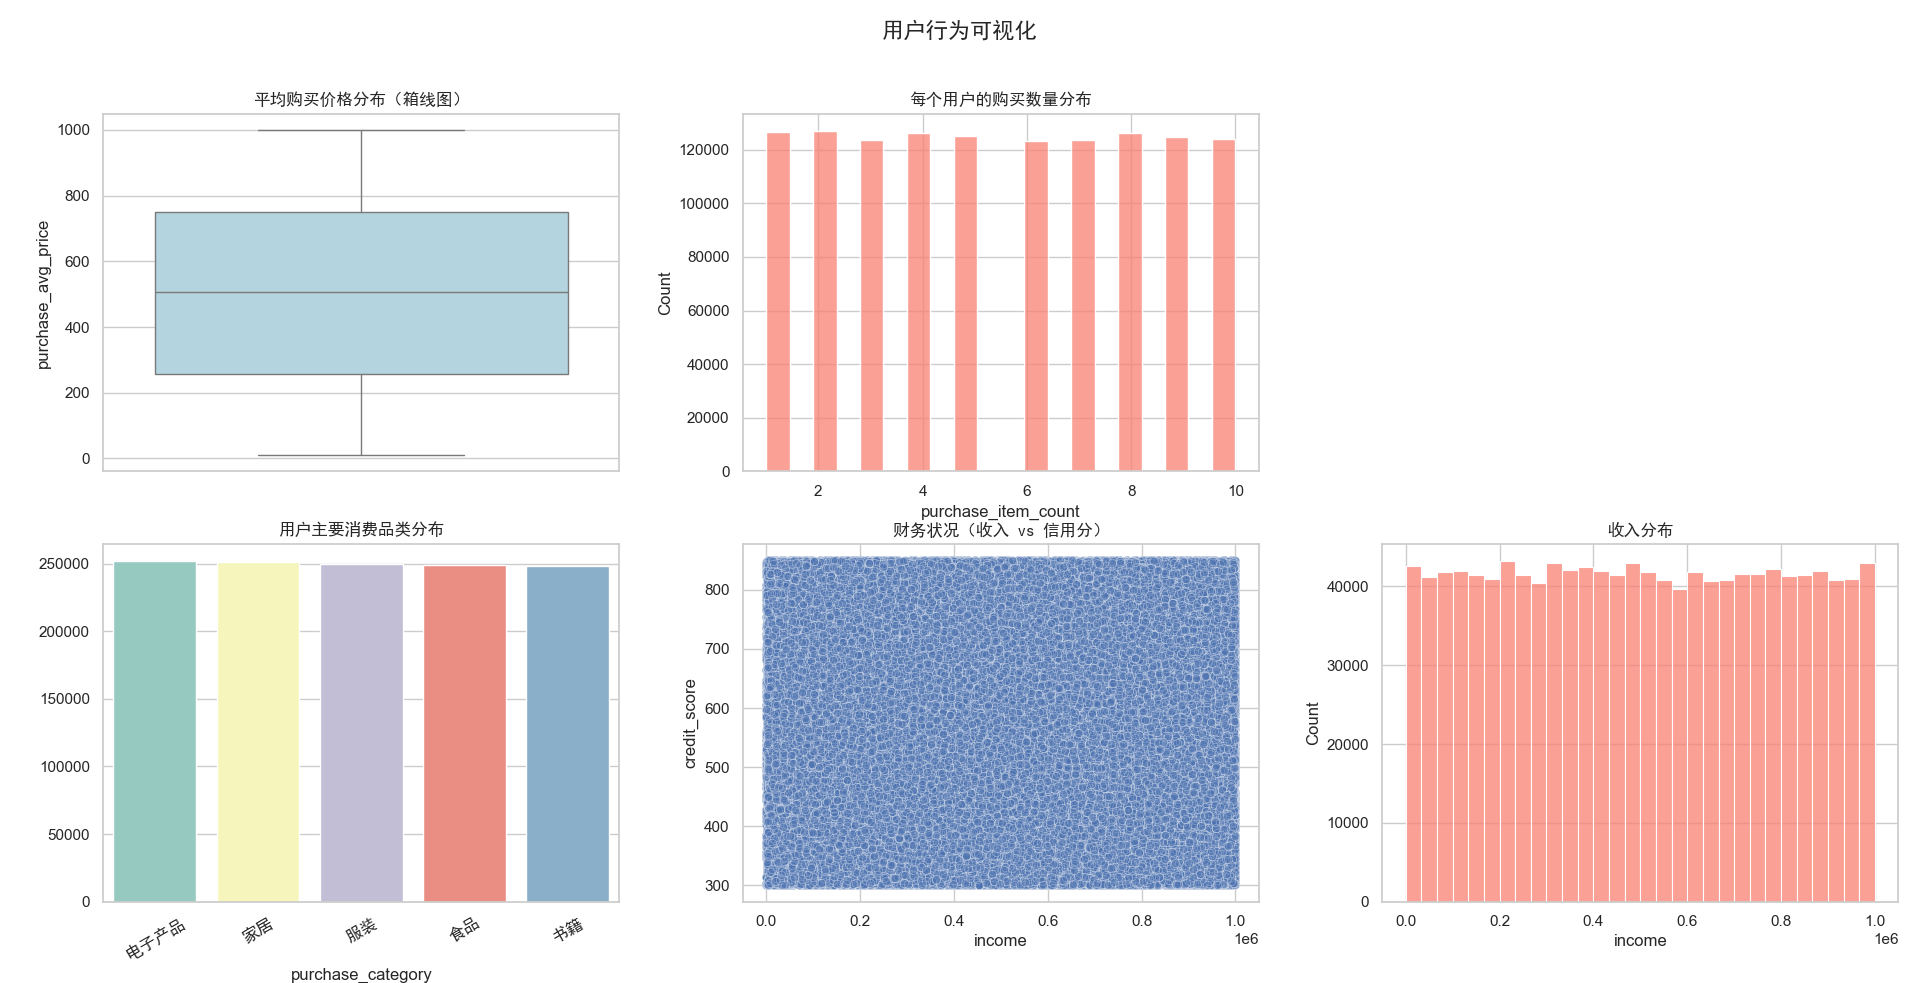 用户行为可视化
平均购买价格分布（箱线图）
1000
800
600
400
200
0
purchase_avg_price
每个用户的购买数量分布
120000
100000
80000
60000
40000
20000
0
Count
2 4 6 8 10
purchase_item_count
用户主要消费品类分布
250000
200000
150000
100000
50000
0
电子产品 家居 服装 食品 书籍
purchase_category
财务状况（收入 vs 信用分）
800
700
600
500
400
300
credit_score
0.0 0.2 0.4 0.6 0.8 1.0
1e6
income
收入分布
40000
30000
20000
10000
0
Count
0.0 0.2 0.4 0.6 0.8 1.0
1e6
income